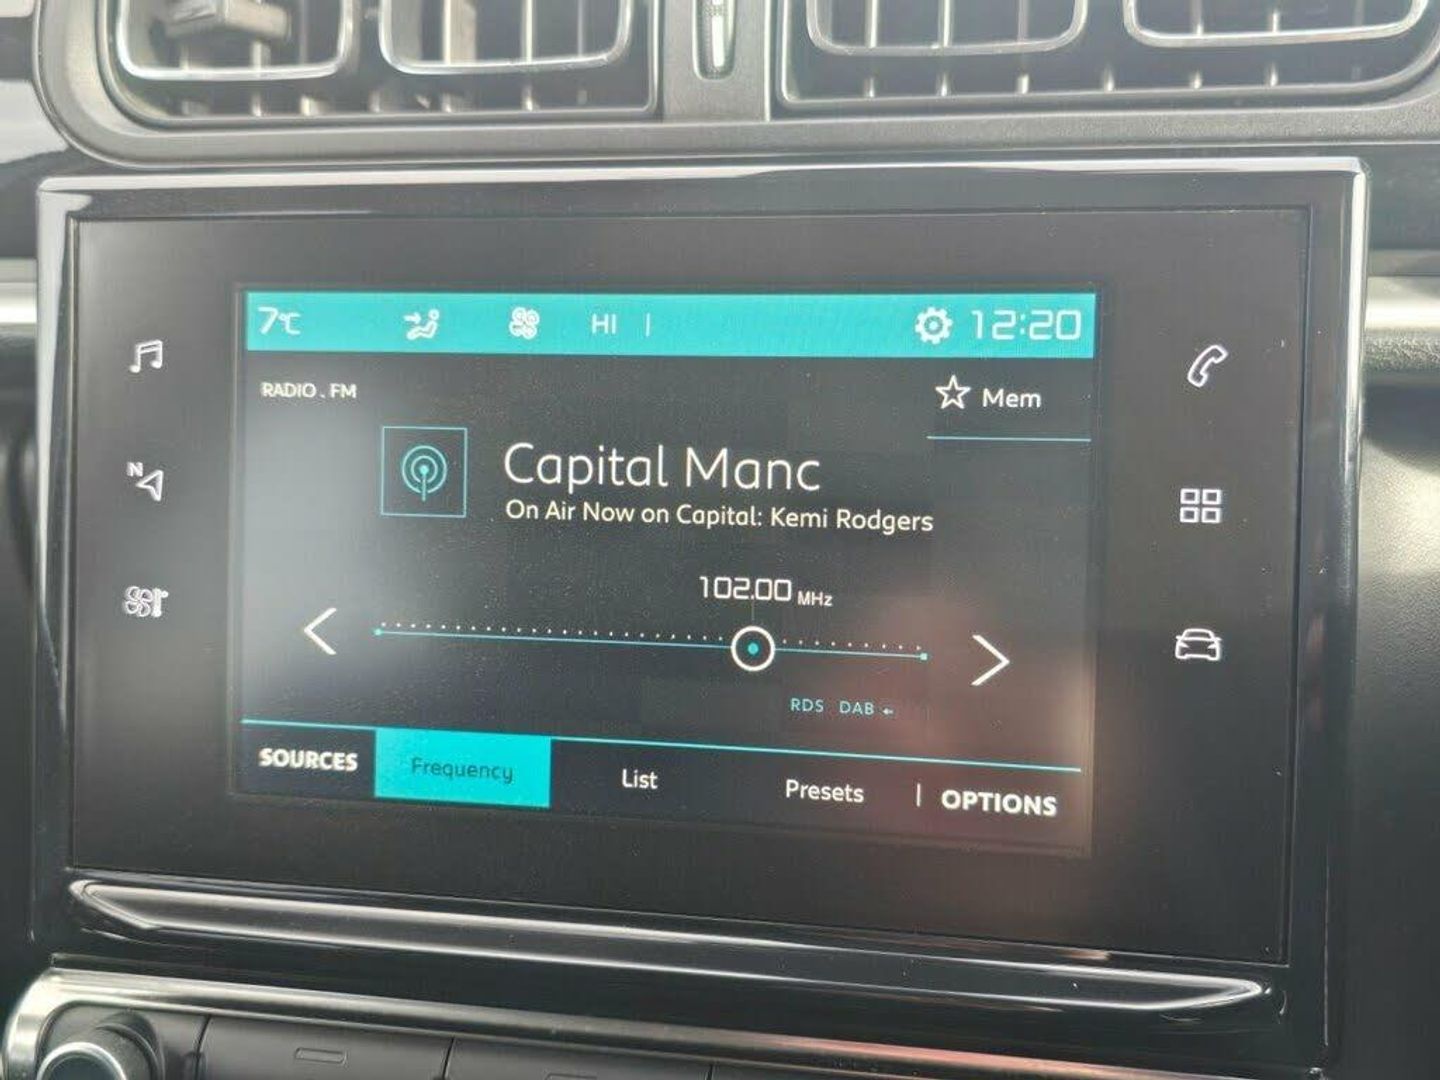 7°C HI | 12:20
RADIO . FM
Mem
Capital Manc
On Air Now on Capital: Kemi Rodgers
102.00 MHz
N
RDS DAB
SOURCES Frequency List Presets | OPTIONS